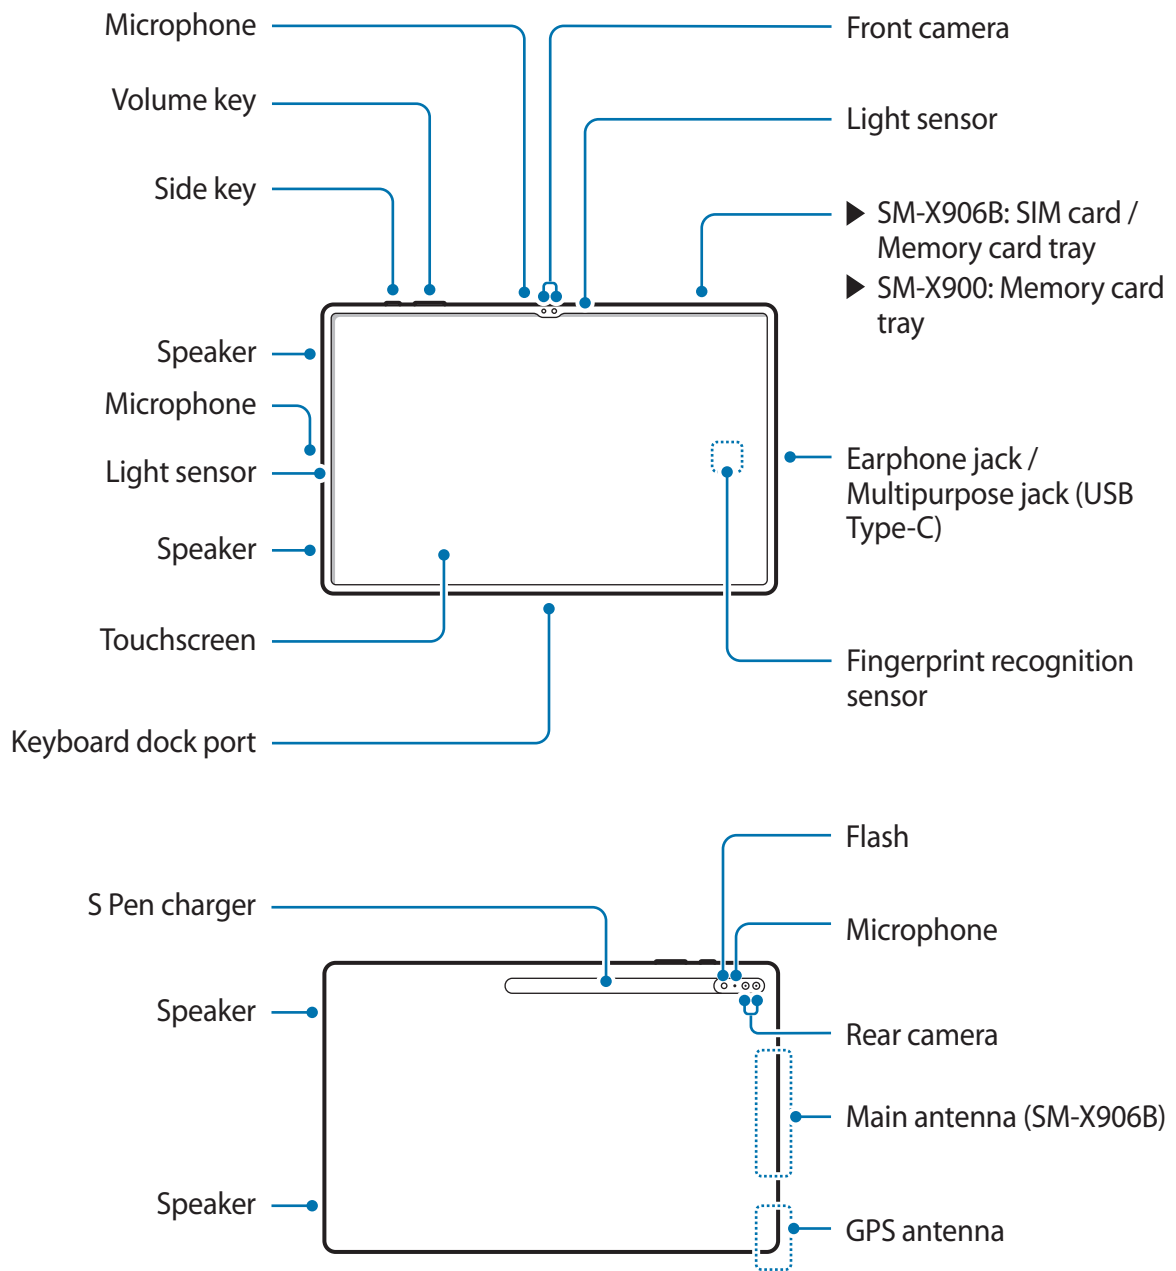 Microphone
Front camera
Volume key
Light sensor
Side key
▶ SM-X906B: SIM card /
Memory card tray
▶ SM-X900: Memory card
tray
Speaker
Microphone
Light sensor
Earphone jack /
Multipurpose jack (USB
Type-C)
Speaker
Touchscreen
Fingerprint recognition
sensor
Keyboard dock port
Flash
S Pen charger
Microphone
Speaker
Rear camera
Main antenna (SM-X906B)
Speaker
GPS antenna